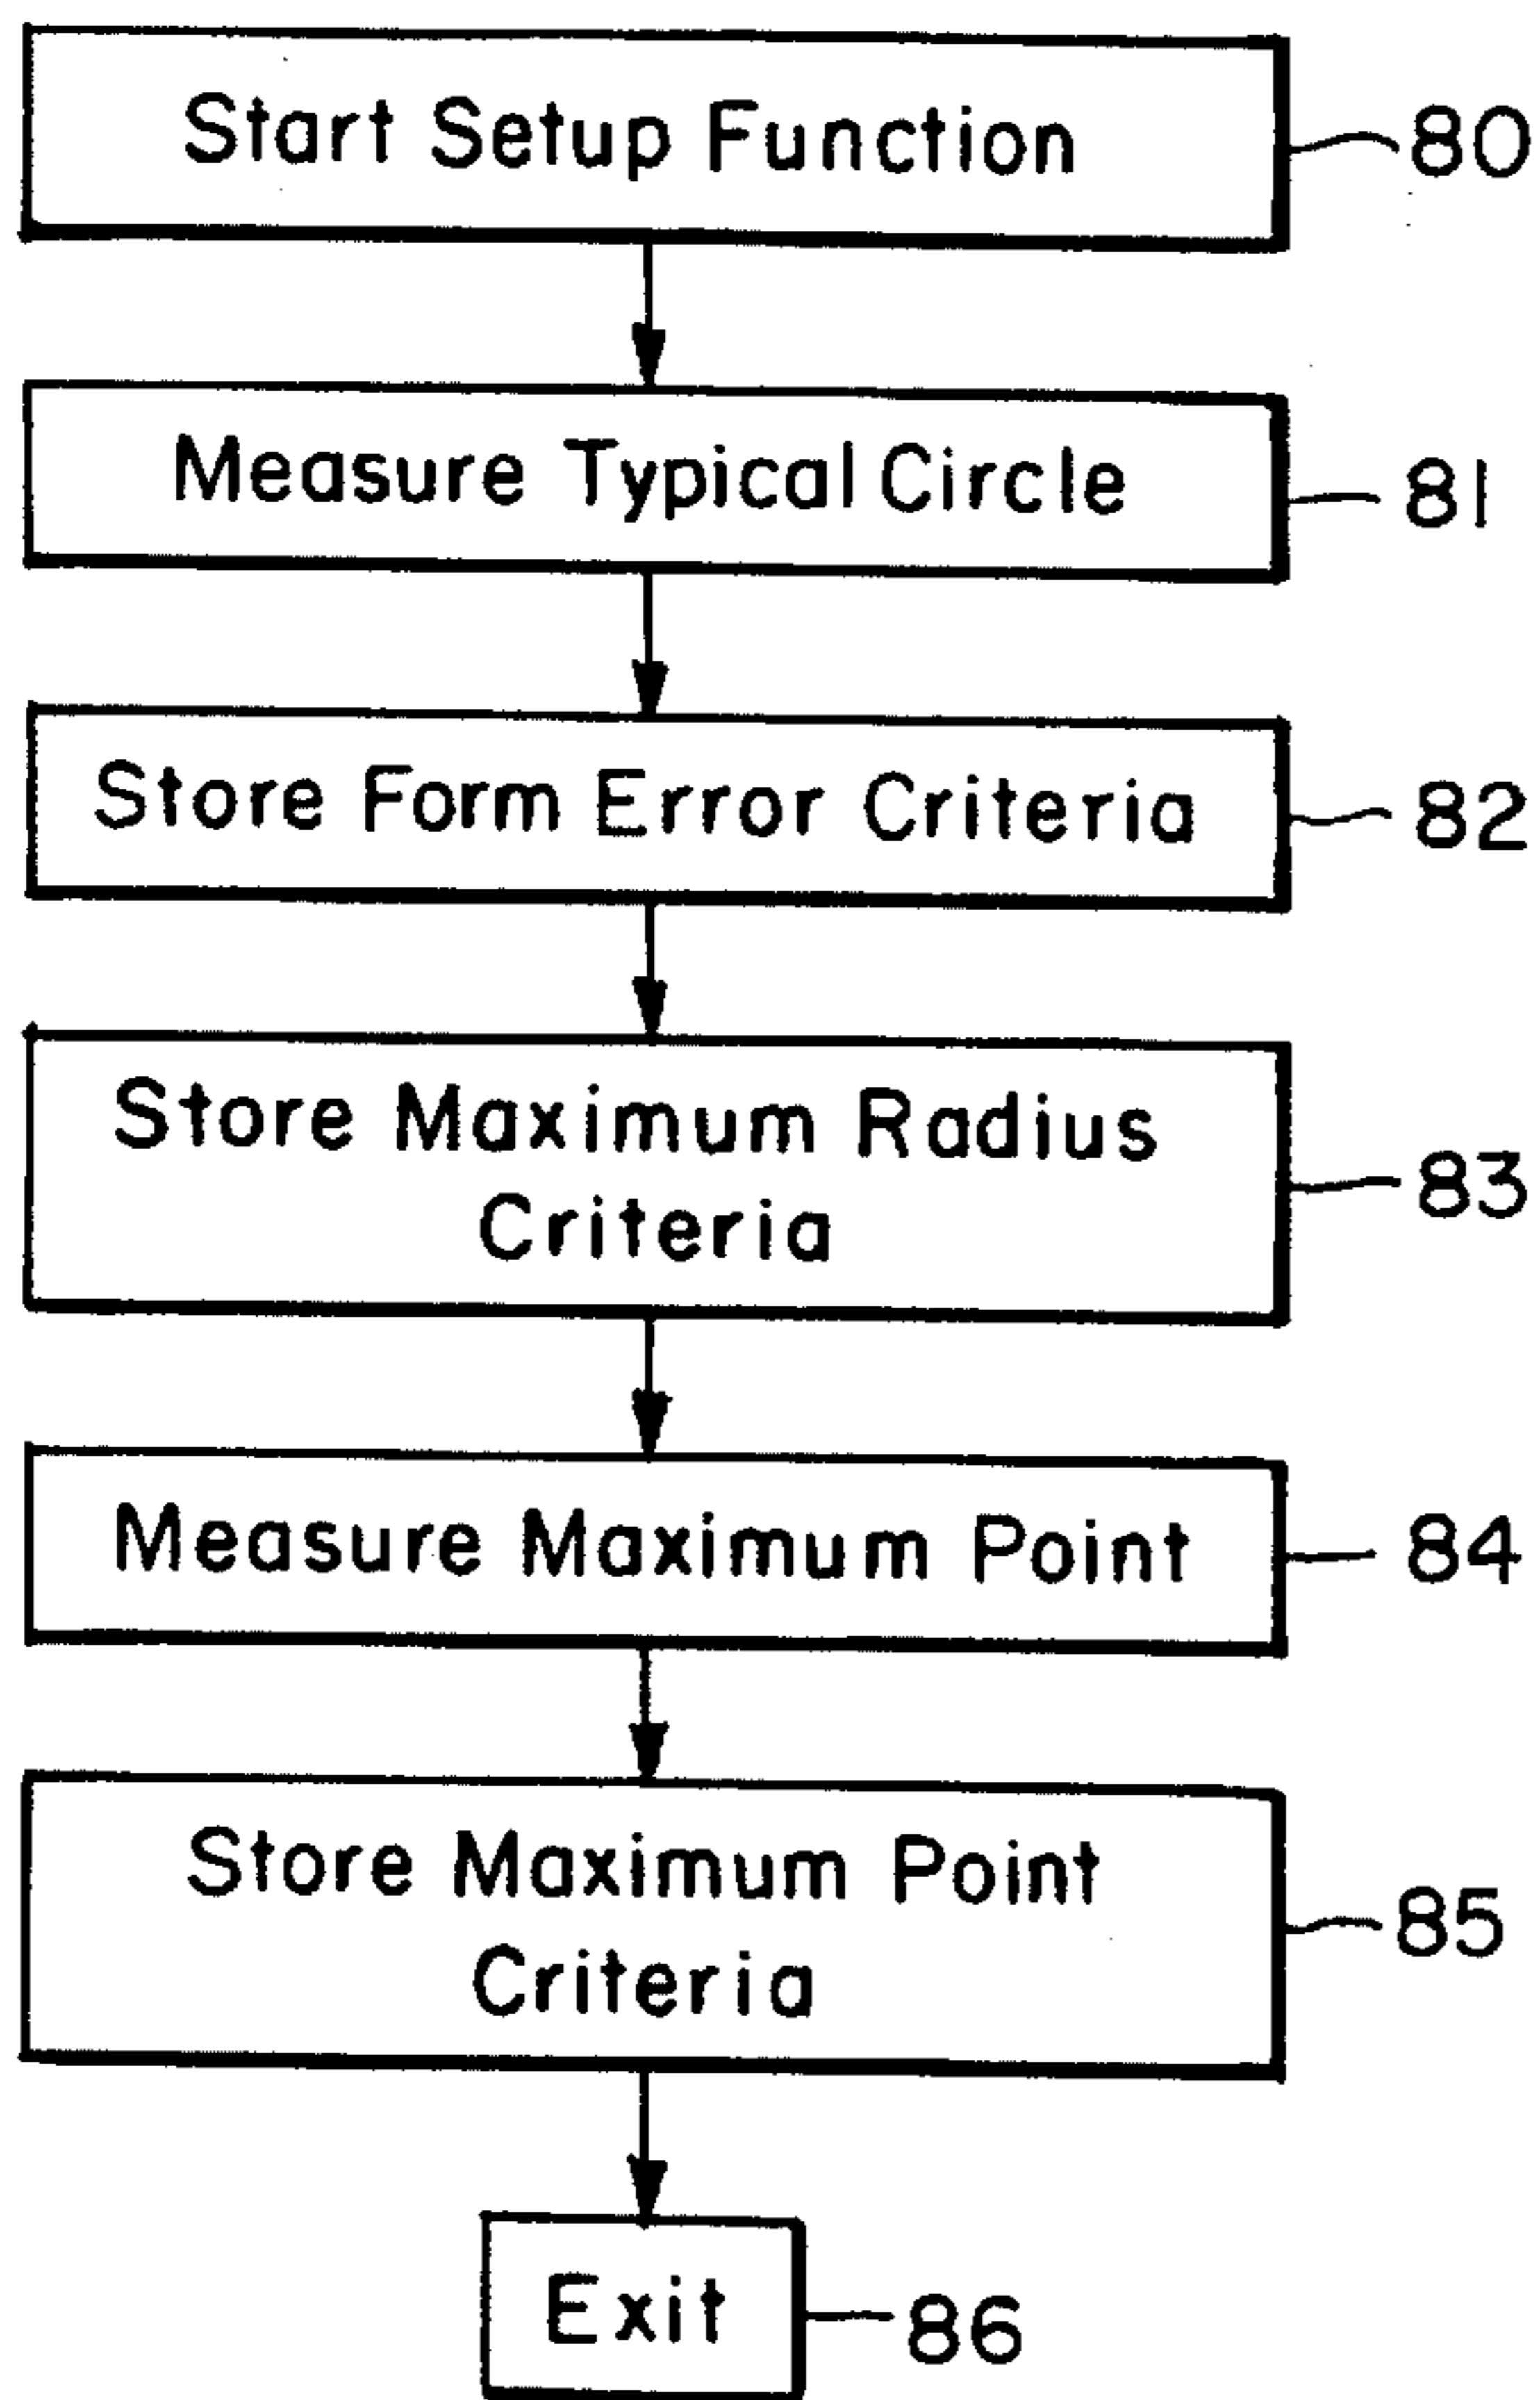 Start Setup Function
80
Measure Typical Circle
81
Store Form Error Criteria
82
Store Maximum Radius
Criteria
83
Measure Maximum Point
84
Store Maximum Point
Criteria
85
Exit
86